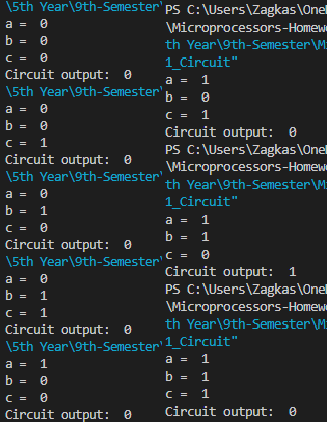 \5th Year\9th-Semester
a = 0
b = 0
c = 0
Circuit output: 0
\5th Year\9th-Semester
a = 0
b = 0
c = 1
Circuit output: 0
\5th Year\9th-Semester
a = 0
b = 1
c = 0
Circuit output: 0
\5th Year\9th-Semester
a = 0
b = 1
c = 1
Circuit output: 0
\5th Year\9th-Semester
a = 1
b = 0
c = 0
Circuit output: 0
PS C:\Users\Zagkas\One
\Microprocessors-Homew
th Year\9th-Semester\M
1_Circuit"
a = 1
b = 0
c = 1
Circuit output: 0
PS C:\Users\Zagkas\One
\Microprocessors-Homew
th Year\9th-Semester\M
1_Circuit"
a = 1
b = 1
c = 0
Circuit output: 1
PS C:\Users\Zagkas\One
\Microprocessors-Homew
th Year\9th-Semester\M
1_Circuit"
a = 1
b = 1
c = 1
Circuit output: 0